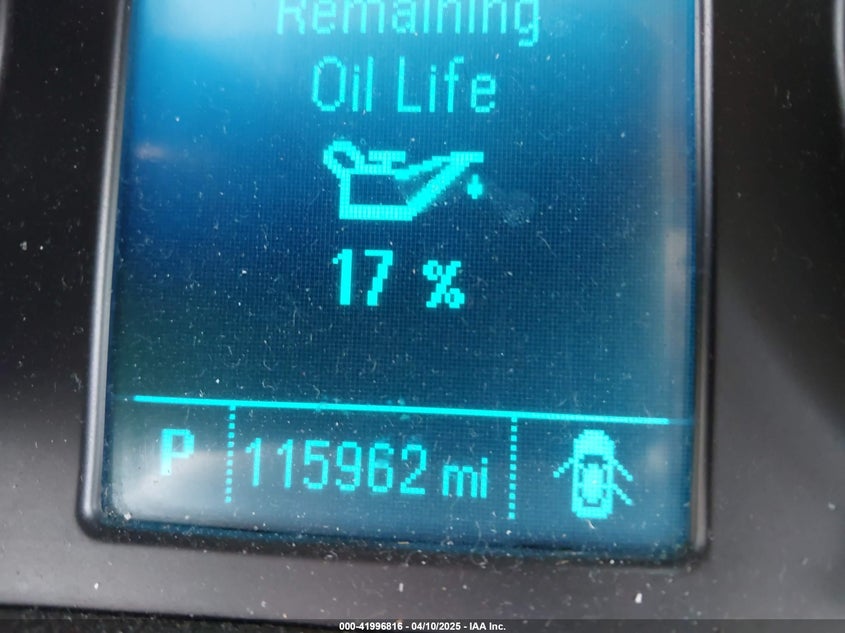 Remaining
Oil Life
17 %
P 115962 mi
000-41996816 - 04/10/2025 - IAA Inc.